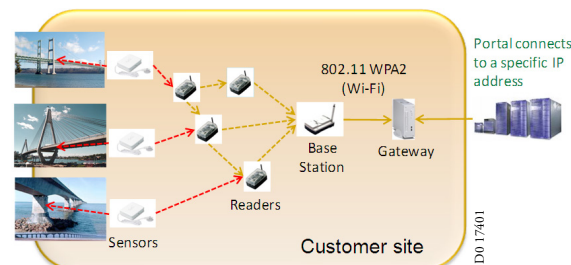 Portal connects
to a specific IP
address
802.11 WPA2
(Wi-Fi)
Base
Station
Gateway
Readers
Sensors
Customer site
D0 17401